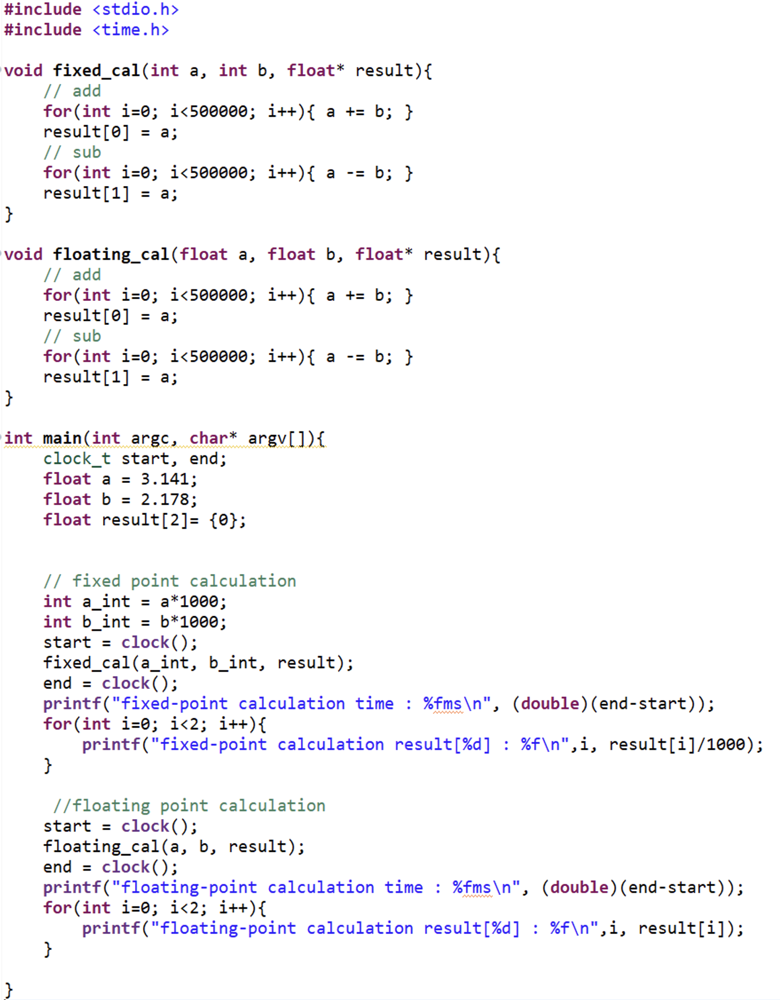 #include <stdio.h>
#include <time.h>
void fixed_cal(int a, int b, float* result){
// add
for(int i=0; i<500000; i++){ a += b; }
result[0] = a;
// sub
for(int i=0; i<500000; i++){ a -= b; }
result[1] = a;
}
void floating_cal(float a, float b, float* result){
// add
for(int i=0; i<500000; i++){ a += b; }
result[0] = a;
// sub
for(int i=0; i<500000; i++){ a -= b; }
result[1] = a;
}
int main(int argc, char* argv[]){
clock_t start, end;
float a = 3.141;
float b = 2.178;
float result[2]= {0};
// fixed point calculation
int a_int = a*1000;
int b_int = b*1000;
start = clock();
fixed_cal(a_int, b_int, result);
end = clock();
printf("fixed-point calculation time : %fms\n", (double)(end-start));
for(int i=0; i<2; i++){
printf("fixed-point calculation result[%d] : %f\n",i, result[i]/1000);
}
//floating point calculation
start = clock();
floating_cal(a, b, result);
end = clock();
printf("floating-point calculation time : %fms\n", (double)(end-start));
for(int i=0; i<2; i++){
printf("floating-point calculation result[%d] : %f\n",i, result[i]);
}
}